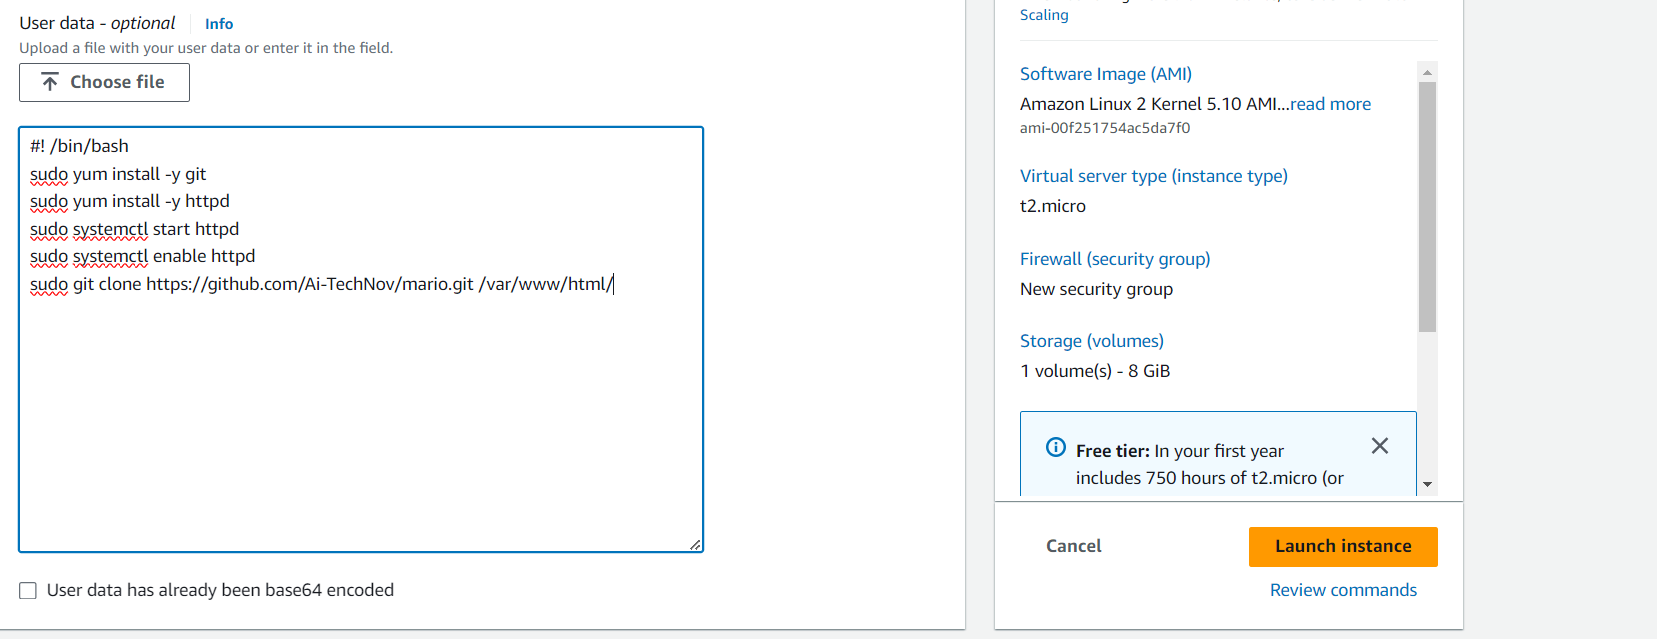 User data - optional Info
Upload a file with your user data or enter it in the field.
Choose file
#! /bin/bash
sudo yum install -y git
sudo yum install -y httpd
sudo systemctl start httpd
sudo systemctl enable httpd
sudo git clone https://github.com/Ai-TechNov/mario.git /var/www/html/
User data has already been base64 encoded
Scaling
Software Image (AMI)
Amazon Linux 2 Kernel 5.10 AMI...read more
ami-00f251754ac5da7f0
Virtual server type (instance type)
t2.micro
Firewall (security group)
New security group
Storage (volumes)
1 volume(s) - 8 GiB
Free tier: In your first year
includes 750 hours of t2.micro (or
Cancel
Launch instance
Review commands